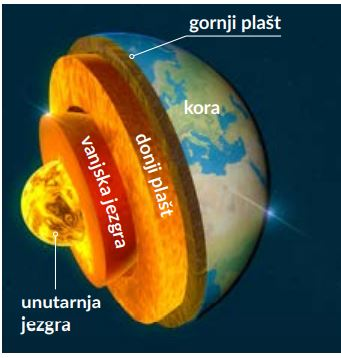 gornji plašt
kora
vanjska jezgra
donji plašt
unutarnja
jezgra